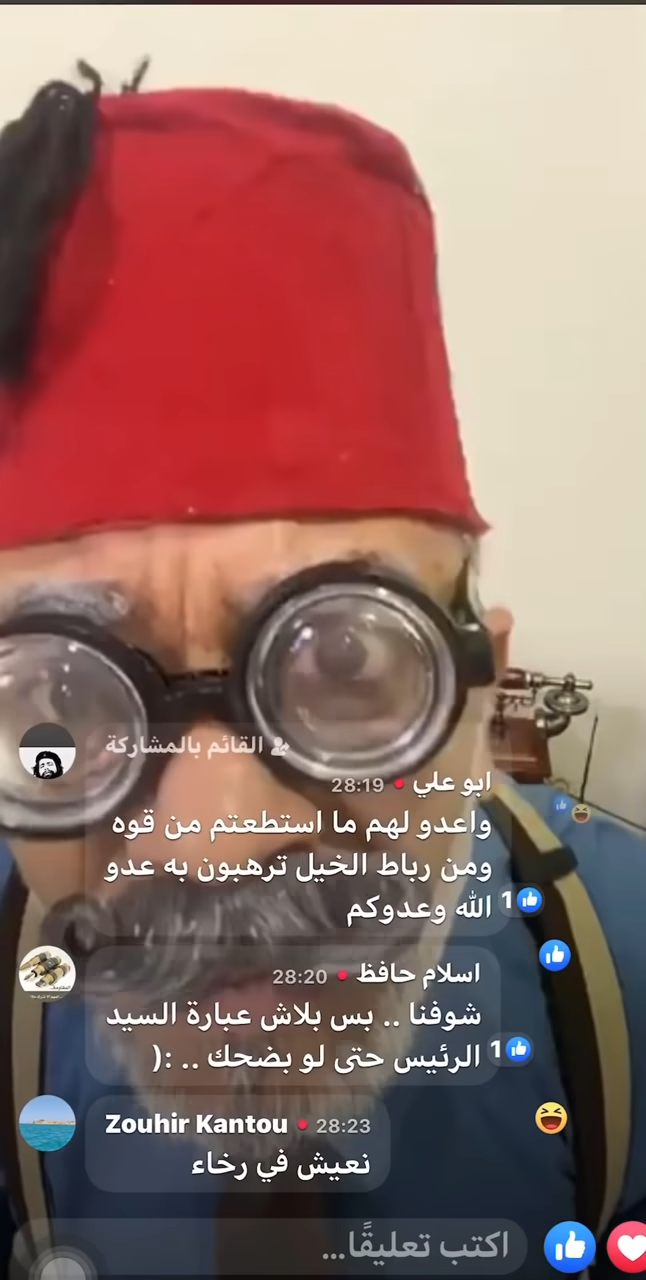 القائم بالمشاركة
ابو علي • 28:19
واعدو لهم ما استطعتم من قوه
ومن رباط الخيل ترهبون به عدو
الله وعدوكم
1
اسلام حافظ • 28:20
شوفنا .. بس بلاش عبارة السيد
الرئيس حتى لو بضحك .. :(
1
Zouhir Kantou • 28:23
نعيش في رخاء
اكتب تعليقًا...